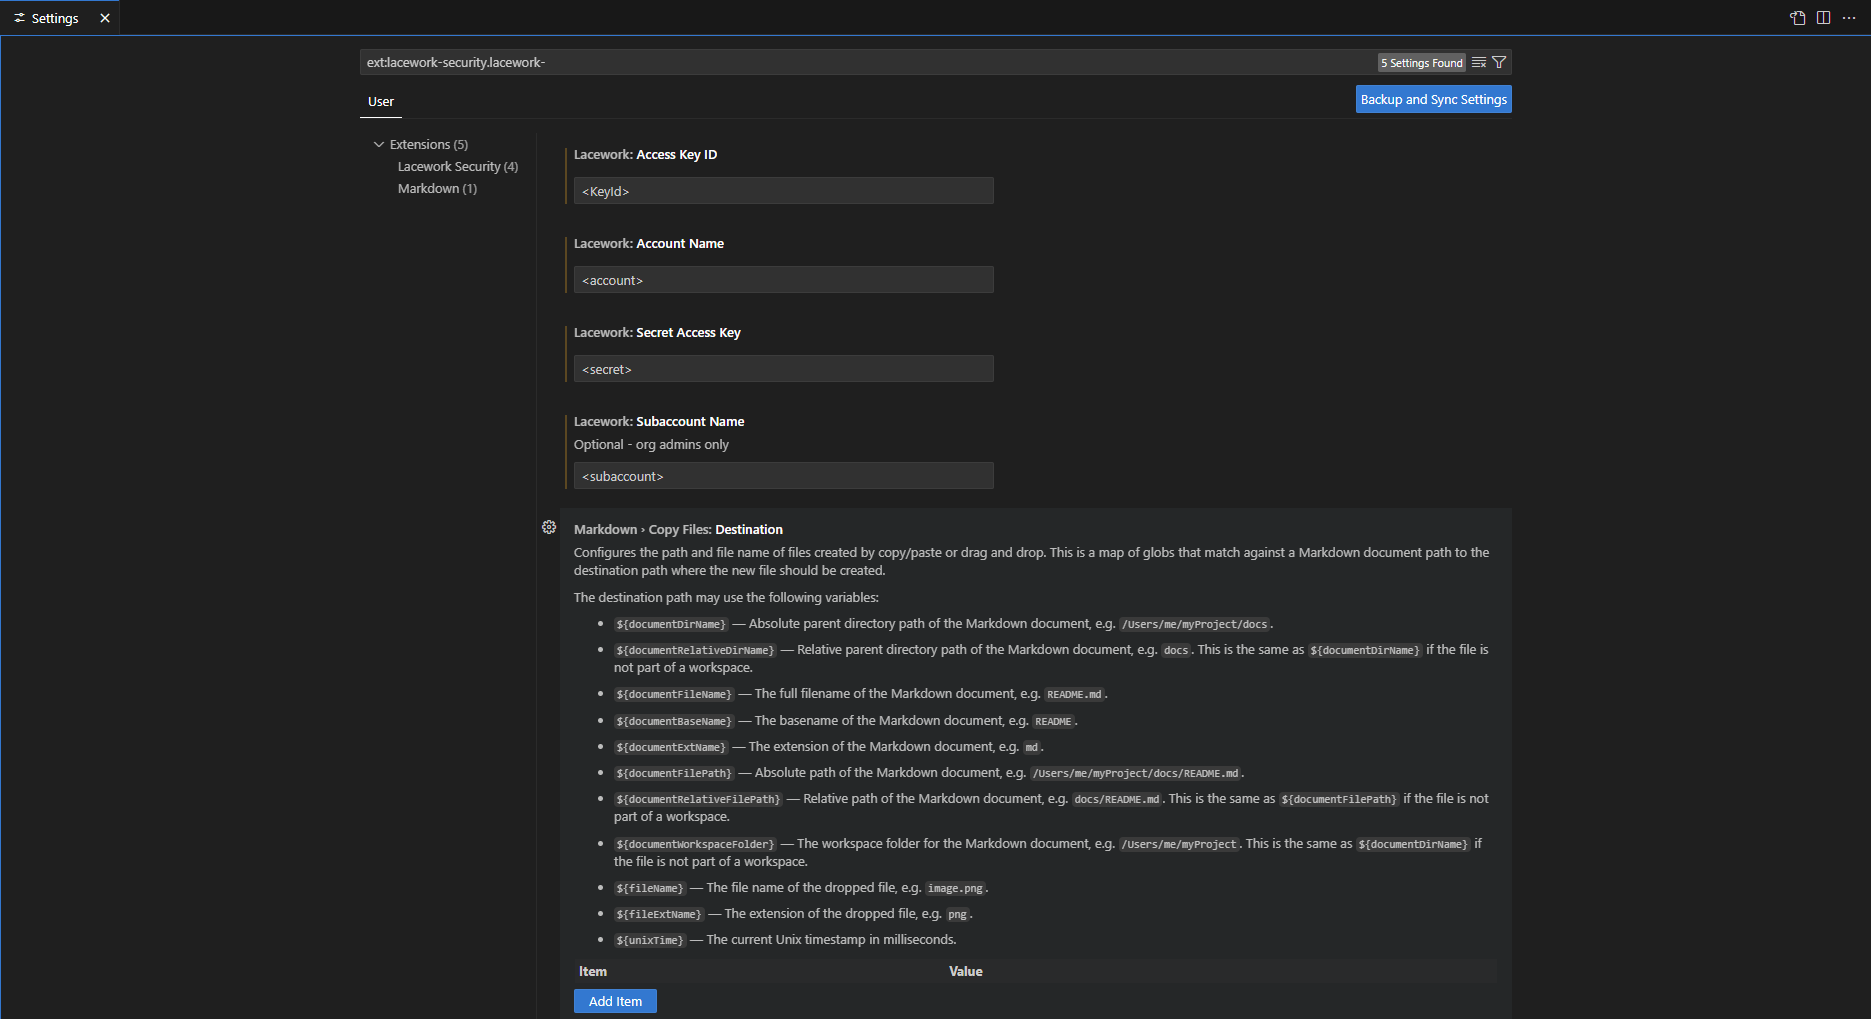 Settings
ext:lacework-security.lacework-
5 Settings Found
User
Backup and Sync Settings
Extensions (5)
Lacework Security (4)
Markdown (1)
Lacework: Access Key ID
<KeyId>
Lacework: Account Name
<account>
Lacework: Secret Access Key
<secret>
Lacework: Subaccount Name
Optional - org admins only
<subaccount>
Markdown › Copy Files: Destination
Configures the path and file name of files created by copy/paste or drag and drop. This is a map of globs that match against a Markdown document path to the
destination path where the new file should be created.
The destination path may use the following variables:
• ${documentDirName} — Absolute parent directory path of the Markdown document, e.g. /Users/me/myProject/docs.
• ${documentRelativeDirName} — Relative parent directory path of the Markdown document, e.g. docs. This is the same as ${documentDirName} if the file is
not part of a workspace.
• ${documentFileName} — The full filename of the Markdown document, e.g. README.md.
• ${documentBaseName} — The basename of the Markdown document, e.g. README.
• ${documentExtName} — The extension of the Markdown document, e.g. md.
• ${documentFilePath} — Absolute path of the Markdown document, e.g. /Users/me/myProject/docs/README.md.
• ${documentRelativeFilePath} — Relative path of the Markdown document, e.g. docs/README.md. This is the same as ${documentFilePath} if the file is not
part of a workspace.
• ${documentWorkspaceFolder} — The workspace folder for the Markdown document, e.g. /Users/me/myProject. This is the same as ${documentDirName} if
the file is not part of a workspace.
• ${fileName} — The file name of the dropped file, e.g. image.png.
• ${fileExtName} — The extension of the dropped file, e.g. png.
• ${unixTime} — The current Unix timestamp in milliseconds.
Item Value
Add Item